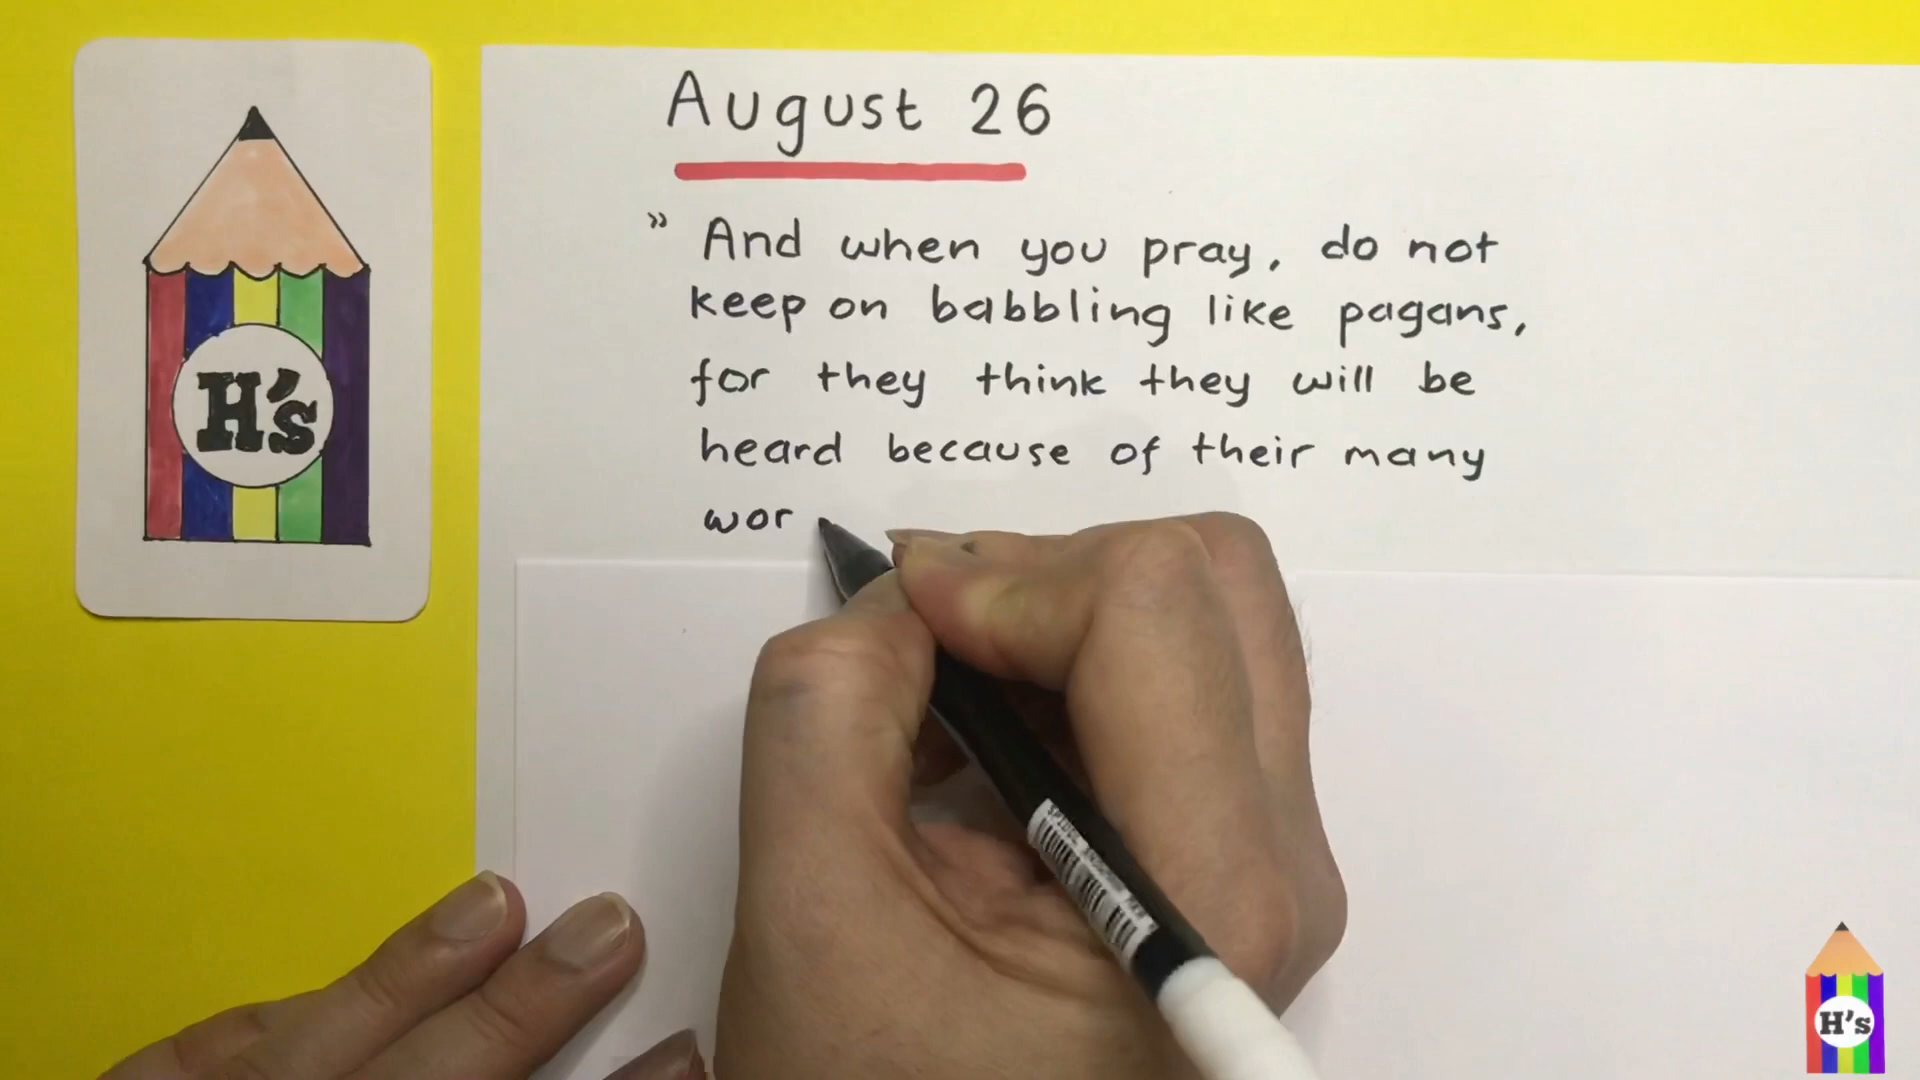 August 26
” And when you pray, do not
keep on babbling like pagans,
for they think they will be
heard because of their many
wor
H's
H's